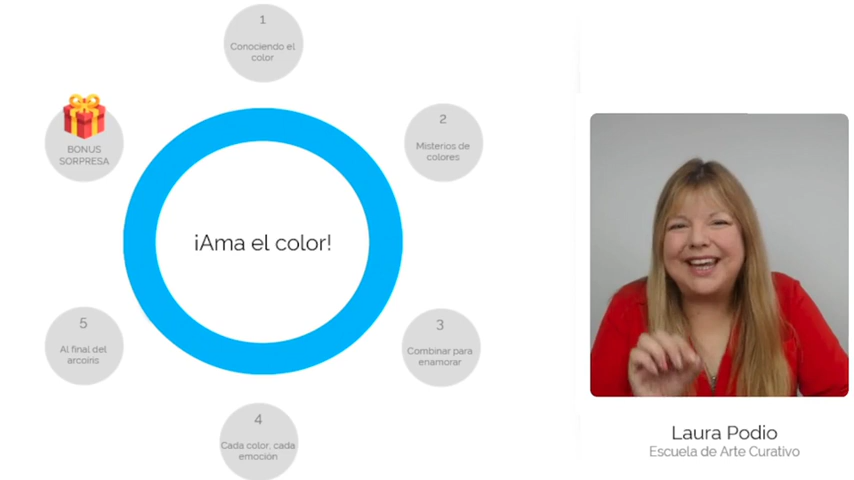 1
Conociendo el
color
2
Misterios de
colores
3
Combinar para
enamorar
4
Cada color, cada
emoción
5
Al final del
arcoíris
BONUS
SORPRESA
¡Ama el color!
Laura Podio
Escuela de Arte Curativo